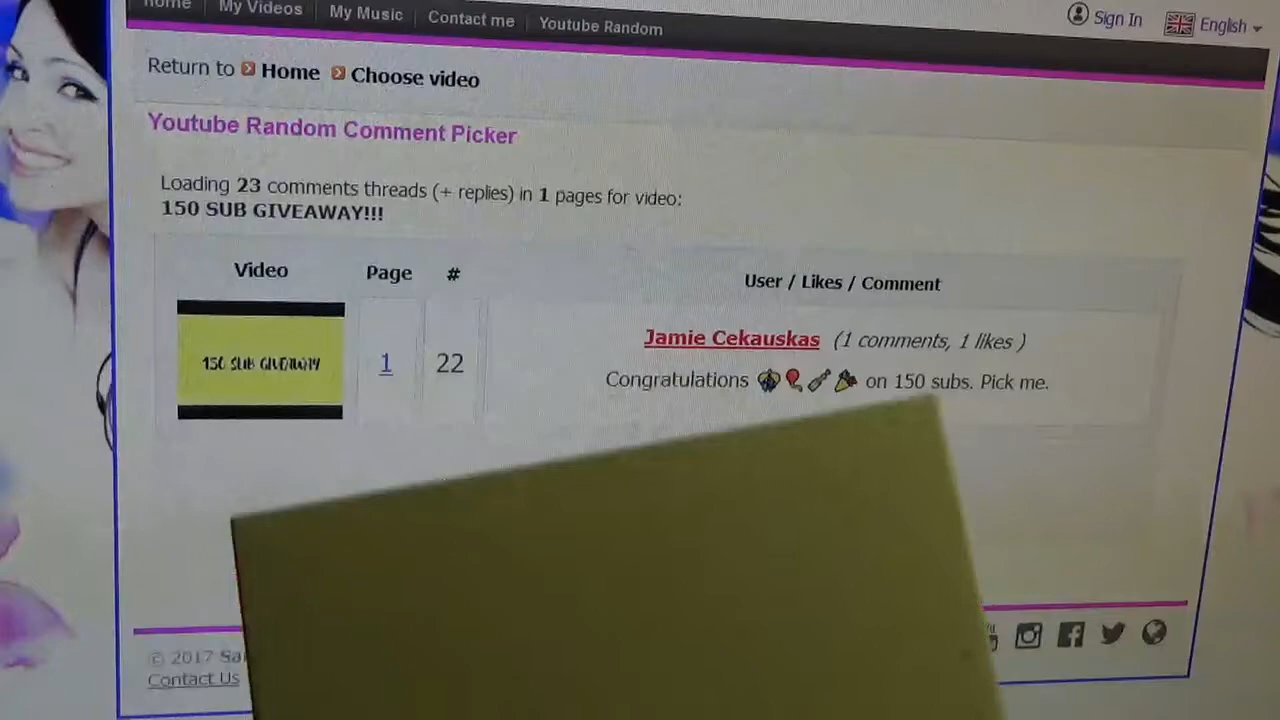 Home My Videos My Music Contact me Youtube Random Sign In English
Return to Home Choose video
Youtube Random Comment Picker
Loading 23 comments threads (+ replies) in 1 pages for video:
150 SUB GIVEAWAY!!!
Video Page # User / Likes / Comment
150 SUB GIVEAWAY 1 22 Jamie Cekauskas (1 comments, 1 likes )
Congratulations on 150 subs. Pick me.
© 2017
Contact Us